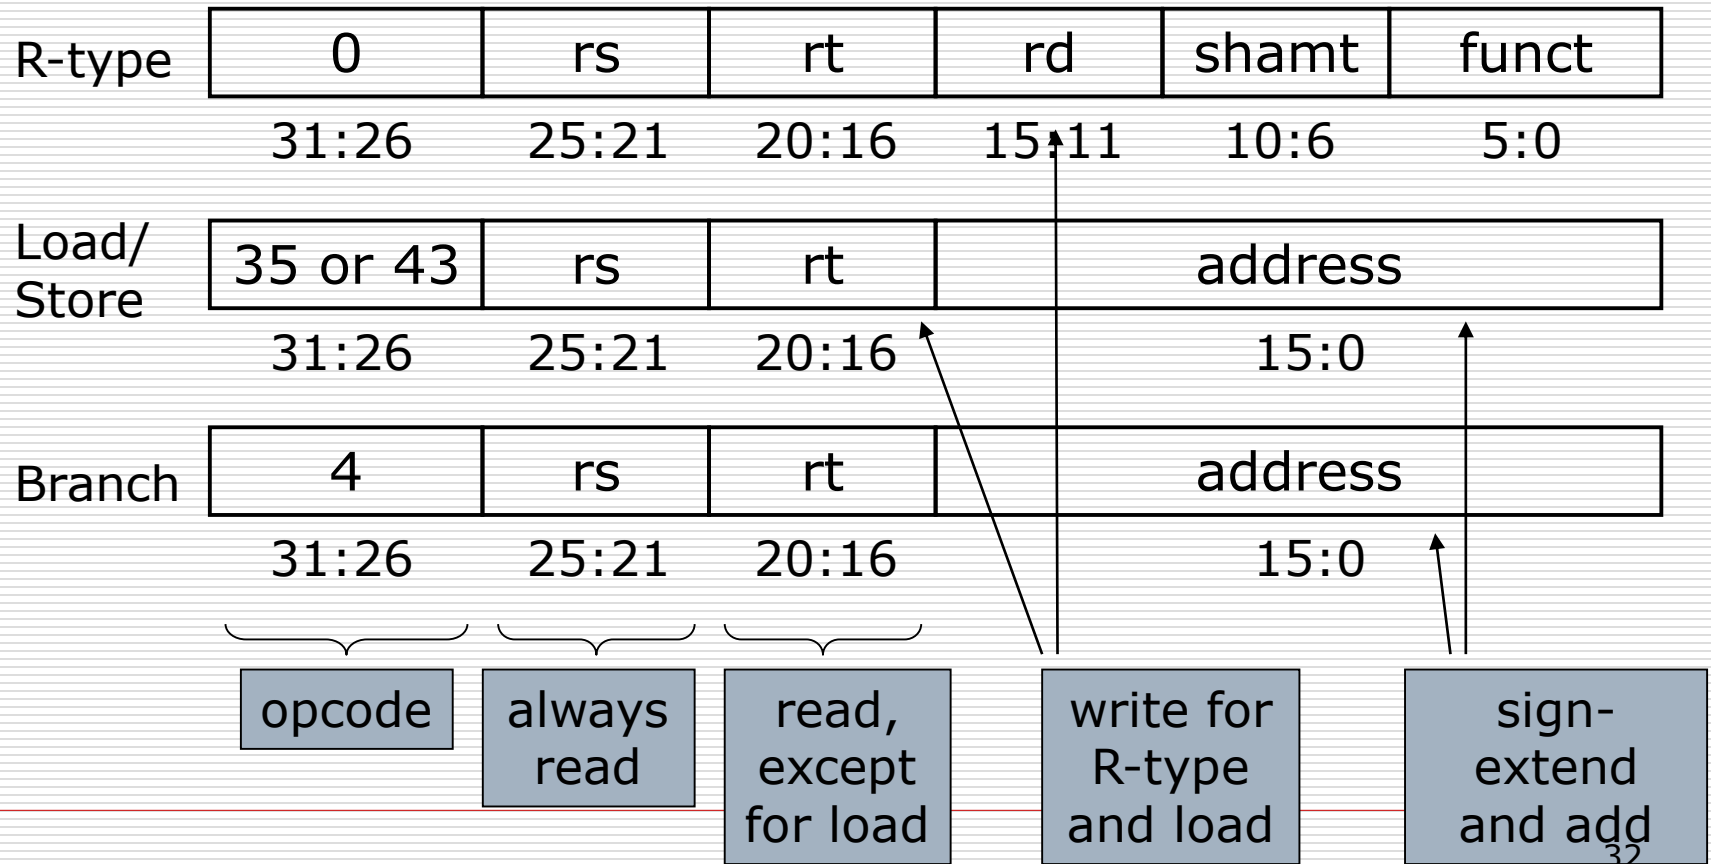 R-type 0 rs rt rd shamt funct
31:26 25:21 20:16 15:11 10:6 5:0
Load/
Store
35 or 43 rs rt address
31:26 25:21 20:16 15:0
Branch 4 rs rt address
31:26 25:21 20:16 15:0
opcode
always
read
read,
except
for load
write for
R-type
and load
sign-
extend
and add
32